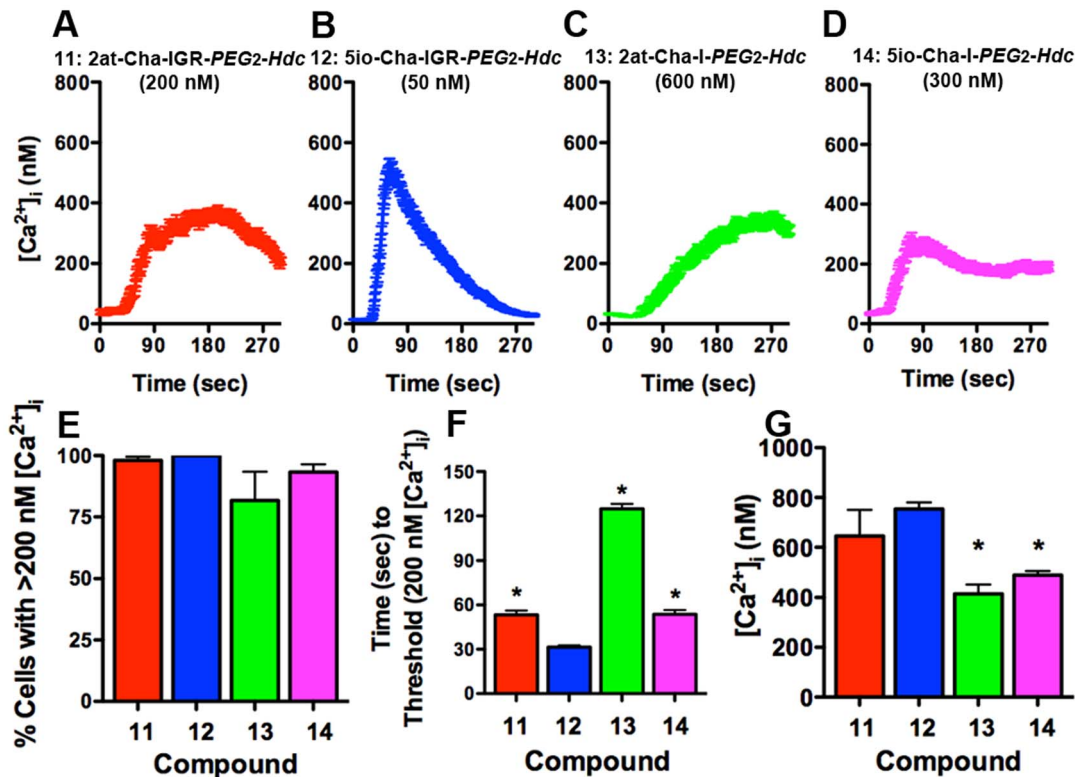 A
11: 2at-Cha-IGR-PEG2-Hdc
(200 nM)
B
12: 5io-Cha-IGR-PEG2-Hdc
(50 nM)
C
13: 2at-Cha-I-PEG2-Hdc
(600 nM)
D
14: 5io-Cha-I-PEG2-Hdc
(300 nM)
[Ca2+]i (nM)
800
600
400
200
0
0 90 180 270
Time (sec)
800
600
400
200
0
0 90 180 270
Time (sec)
800
600
400
200
0
0 90 180 270
Time (sec)
800
600
400
200
0
0 90 180 270
Time (sec)
E
% Cells with >200 nM [Ca2+]i
100
75
50
25
0
11 12 13 14
Compound
F
Time (sec) to
Threshold (200 nM [Ca2+]i)
150
120
90
60
30
0
* * *
11 12 13 14
Compound
G
[Ca2+]i (nM)
1000
800
600
400
200
0
* *
11 12 13 14
Compound